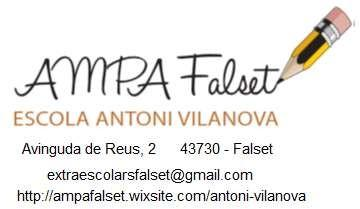 AMPA Falset
ESCOLA ANTONI VILANOVA
Avinguda de Reus, 2 43730 - Falset
extraescolarsfalset@gmail.com
http://ampafalset.wixsite.com/antoni-vilanova